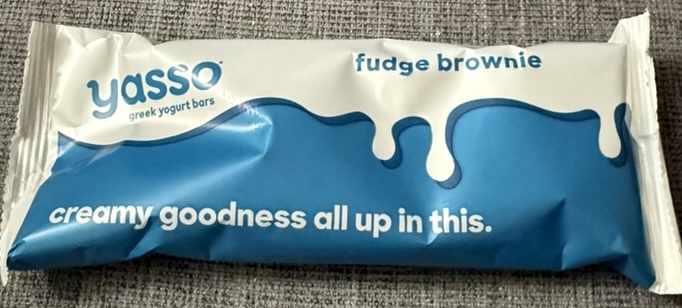 yasso
greek yogurt bars
fudge brownie
creamy goodness all up in this.